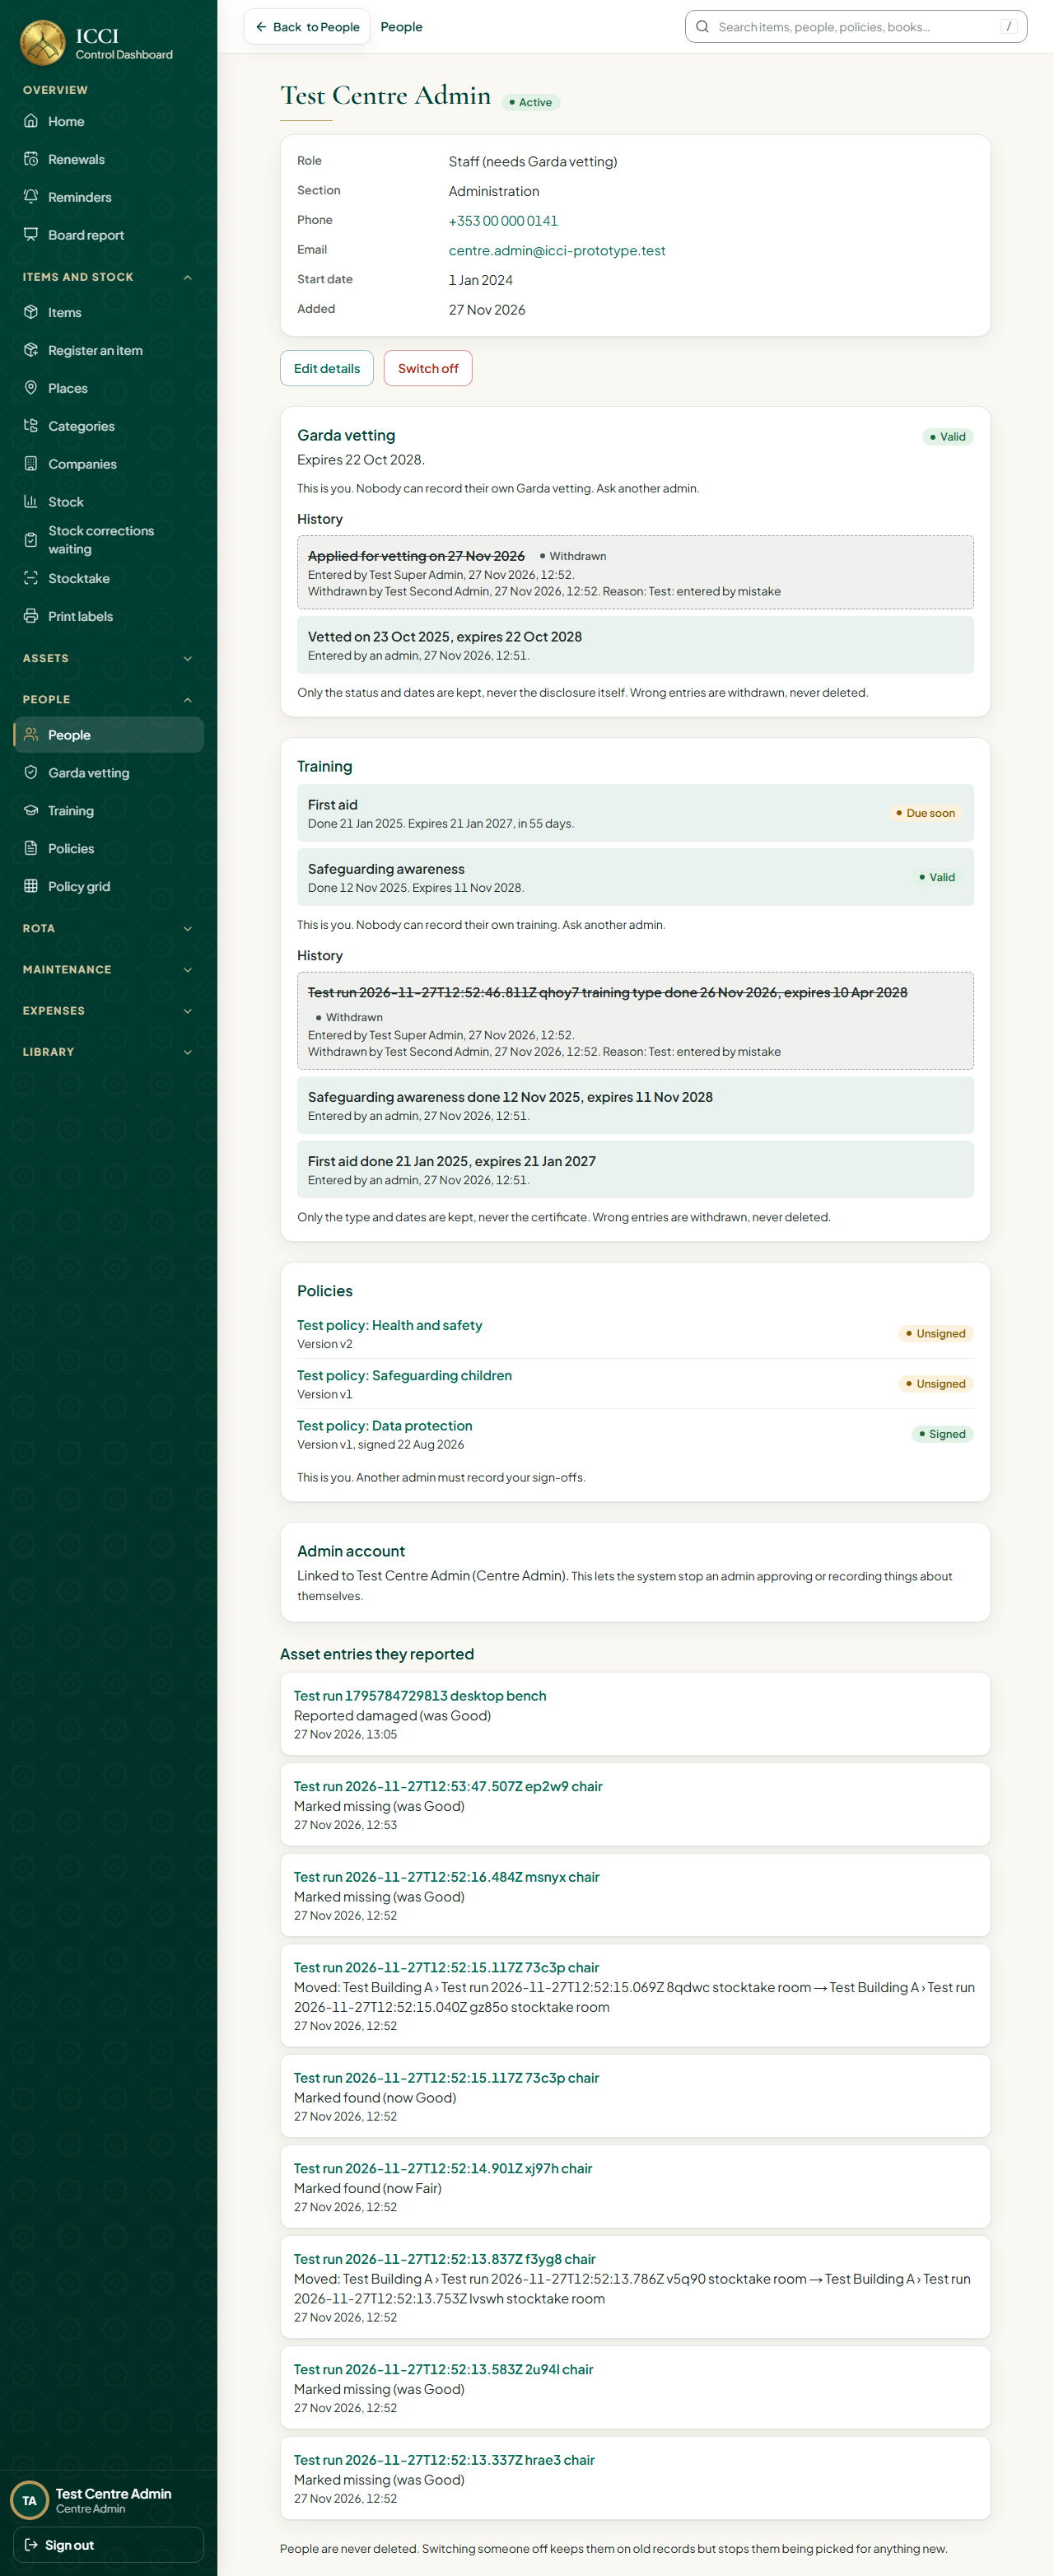 ICCI
Control Dashboard
OVERVIEW
Home
Renewals
Reminders
Board report
ITEMS AND STOCK
Items
Register an item
Places
Categories
Companies
Stock
Stock corrections
waiting
Stocktake
Print labels
ASSETS
PEOPLE
People
Garda vetting
Training
Policies
Policy grid
ROTA
MAINTENANCE
EXPENSES
LIBRARY
TA
Test Centre Admin
Centre Admin
Sign out
Back to People
People
Search items, people, policies, books...
/
Test Centre Admin
Active
Role Staff (needs Garda vetting)
Section Administration
Phone +353 00 000 0141
Email centre.admin@icci-prototype.test
Start date 1 Jan 2024
Added 27 Nov 2026
Edit details
Switch off
Garda vetting
Valid
Expires 22 Oct 2028.
This is you. Nobody can record their own Garda vetting. Ask another admin.
History
Applied for vetting on 27 Nov 2026 Withdrawn
Entered by Test Super Admin, 27 Nov 2026, 12:52.
Withdrawn by Test Second Admin, 27 Nov 2026, 12:52. Reason: Test: entered by mistake
Vetted on 23 Oct 2025, expires 22 Oct 2028
Entered by an admin, 27 Nov 2026, 12:51.
Only the status and dates are kept, never the disclosure itself. Wrong entries are withdrawn, never deleted.
Training
First aid
Done 21 Jan 2025. Expires 21 Jan 2027, in 55 days.
Due soon
Safeguarding awareness
Done 12 Nov 2025. Expires 11 Nov 2028.
Valid
This is you. Nobody can record their own training. Ask another admin.
History
Test run 2026-11-27T12:52:46.811Z qhoy7 training type done 26 Nov 2026, expires 10 Apr 2028
Withdrawn
Entered by Test Super Admin, 27 Nov 2026, 12:52.
Withdrawn by Test Second Admin, 27 Nov 2026, 12:52. Reason: Test: entered by mistake
Safeguarding awareness done 12 Nov 2025, expires 11 Nov 2028
Entered by an admin, 27 Nov 2026, 12:51.
First aid done 21 Jan 2025, expires 21 Jan 2027
Entered by an admin, 27 Nov 2026, 12:51.
Only the type and dates are kept, never the certificate. Wrong entries are withdrawn, never deleted.
Policies
Test policy: Health and safety
Version v2
Unsigned
Test policy: Safeguarding children
Version v1
Unsigned
Test policy: Data protection
Version v1, signed 22 Aug 2026
Signed
This is you. Another admin must record your sign-offs.
Admin account
Linked to Test Centre Admin (Centre Admin). This lets the system stop an admin approving or recording things about
themselves.
Asset entries they reported
Test run 1795784729813 desktop bench
Reported damaged (was Good)
27 Nov 2026, 13:05
Test run 2026-11-27T12:53:47.507Z ep2w9 chair
Marked missing (was Good)
27 Nov 2026, 12:53
Test run 2026-11-27T12:52:16.484Z msnyx chair
Marked missing (was Good)
27 Nov 2026, 12:52
Test run 2026-11-27T12:52:15.117Z 73c3p chair
Moved: Test Building A › Test run 2026-11-27T12:52:15.069Z 8qdwc stocktake room → Test Building A › Test run
2026-11-27T12:52:15.040Z gz85o stocktake room
27 Nov 2026, 12:52
Test run 2026-11-27T12:52:15.117Z 73c3p chair
Marked found (now Good)
27 Nov 2026, 12:52
Test run 2026-11-27T12:52:14.901Z xj97h chair
Marked found (now Fair)
27 Nov 2026, 12:52
Test run 2026-11-27T12:52:13.837Z f3yg8 chair
Moved: Test Building A › Test run 2026-11-27T12:52:13.786Z v5q90 stocktake room → Test Building A › Test run
2026-11-27T12:52:13.753Z lvswh stocktake room
27 Nov 2026, 12:52
Test run 2026-11-27T12:52:13.583Z 2u94l chair
Marked missing (was Good)
27 Nov 2026, 12:52
Test run 2026-11-27T12:52:13.337Z hrae3 chair
Marked missing (was Good)
27 Nov 2026, 12:52
People are never deleted. Switching someone off keeps them on old records but stops them being picked for anything new.